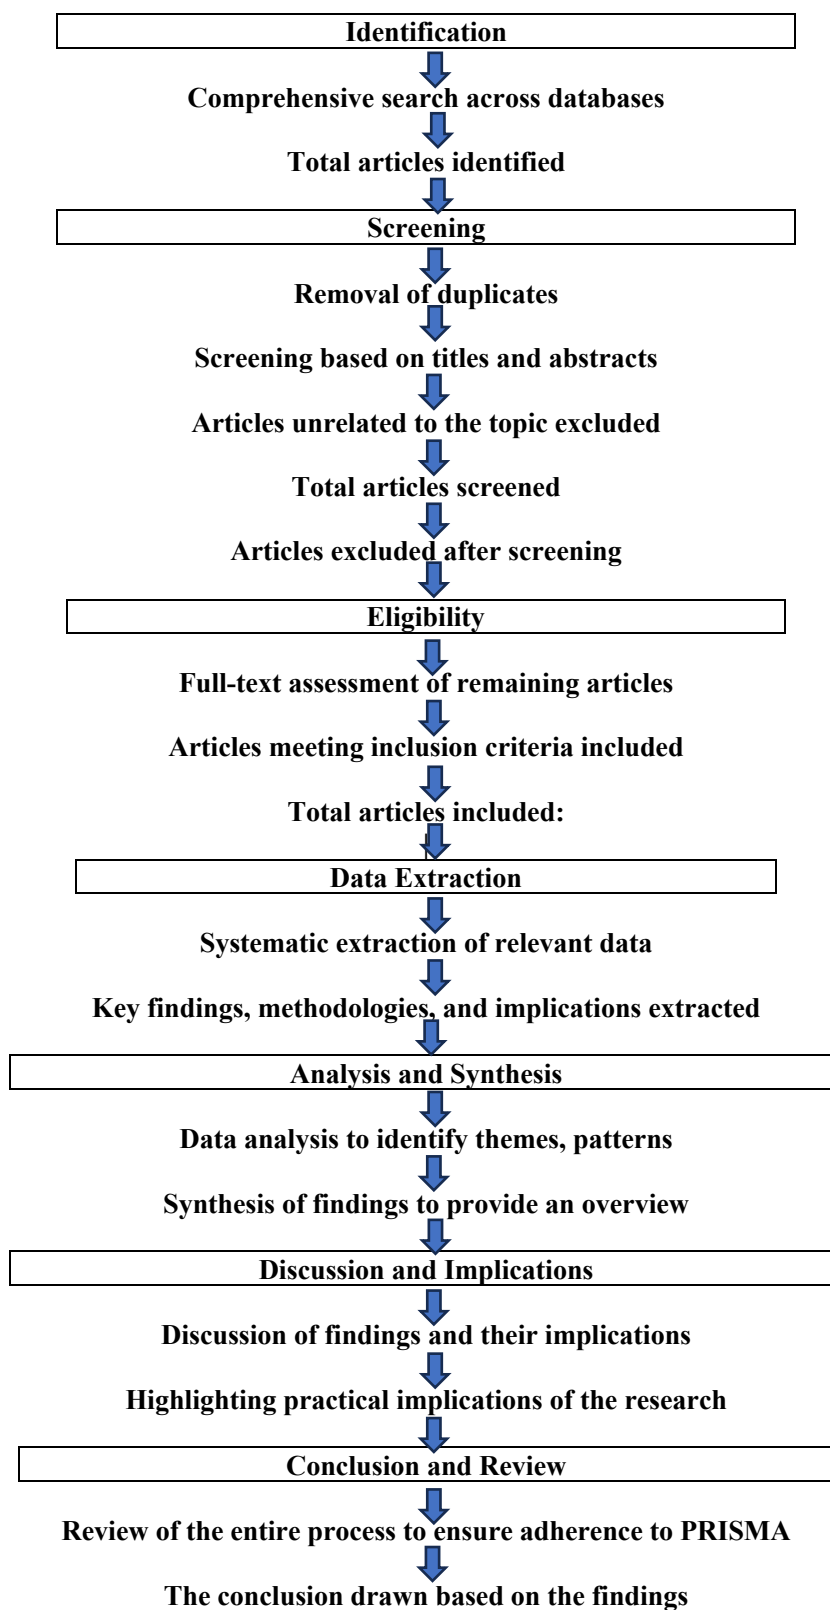 Identification
Comprehensive search across databases
Total articles identified
Screening
Removal of duplicates
Screening based on titles and abstracts
Articles unrelated to the topic excluded
Total articles screened
Articles excluded after screening
Eligibility
Full-text assessment of remaining articles
Articles meeting inclusion criteria included
Total articles included:
Data Extraction
Systematic extraction of relevant data
Key findings, methodologies, and implications extracted
Analysis and Synthesis
Data analysis to identify themes, patterns
Synthesis of findings to provide an overview
Discussion and Implications
Discussion of findings and their implications
Highlighting practical implications of the research
Conclusion and Review
Review of the entire process to ensure adherence to PRISMA
The conclusion drawn based on the findings